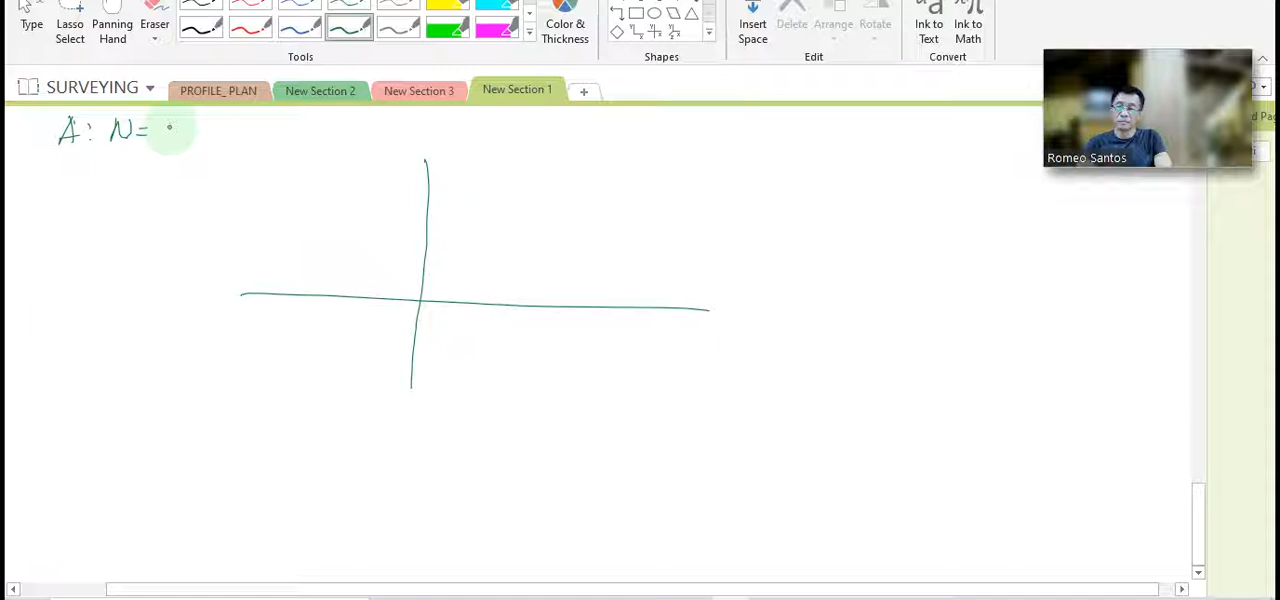 Type
Lasso Select
Panning Hand
Eraser
Color & Thickness
Insert Space
Delete
Arrange
Rotate
Ink to Text
Ink to Math
Tools
Shapes
Edit
Convert
SURVEYING
PROFILE_PLAN
New Section 2
New Section 3
New Section 1
A: N=
Romeo Santos